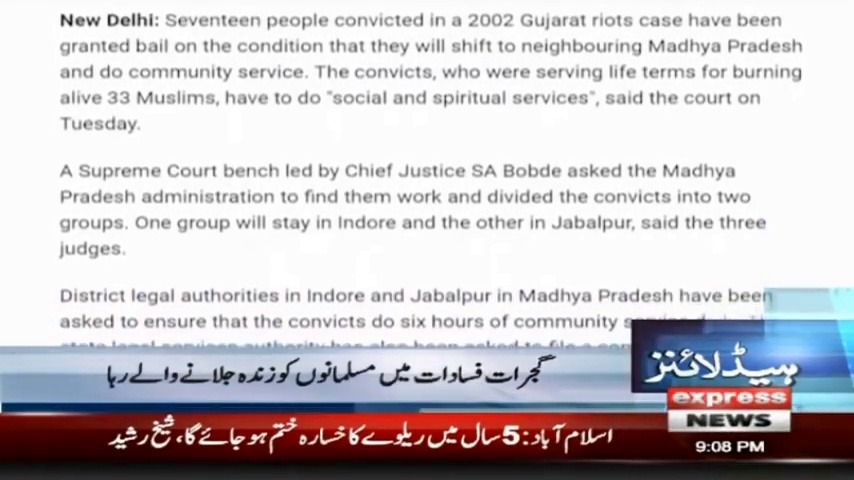 New Delhi: Seventeen people convicted in a 2002 Gujarat riots case have been
granted bail on the condition that they will shift to neighbouring Madhya Pradesh
and do community service. The convicts, who were serving life terms for burning
alive 33 Muslims, have to do "social and spiritual services", said the court on
Tuesday.
A Supreme Court bench led by Chief Justice SA Bobde asked the Madhya
Pradesh administration to find them work and divided the convicts into two
groups. One group will stay in Indore and the other in Jabalpur, said the three
judges.
District legal authorities in Indore and Jabalpur in Madhya Pradesh have been
asked to ensure that the convicts do six hours of community
ہیڈلائنز
گجرات فسادات میں مسلمانوں کو زندہ جلانے والے رہا
express
NEWS
اسلام آباد: 5 سال میں ریلوے کا خسارہ ختم ہو جائے گا، شیخ رشید
9:08 PM